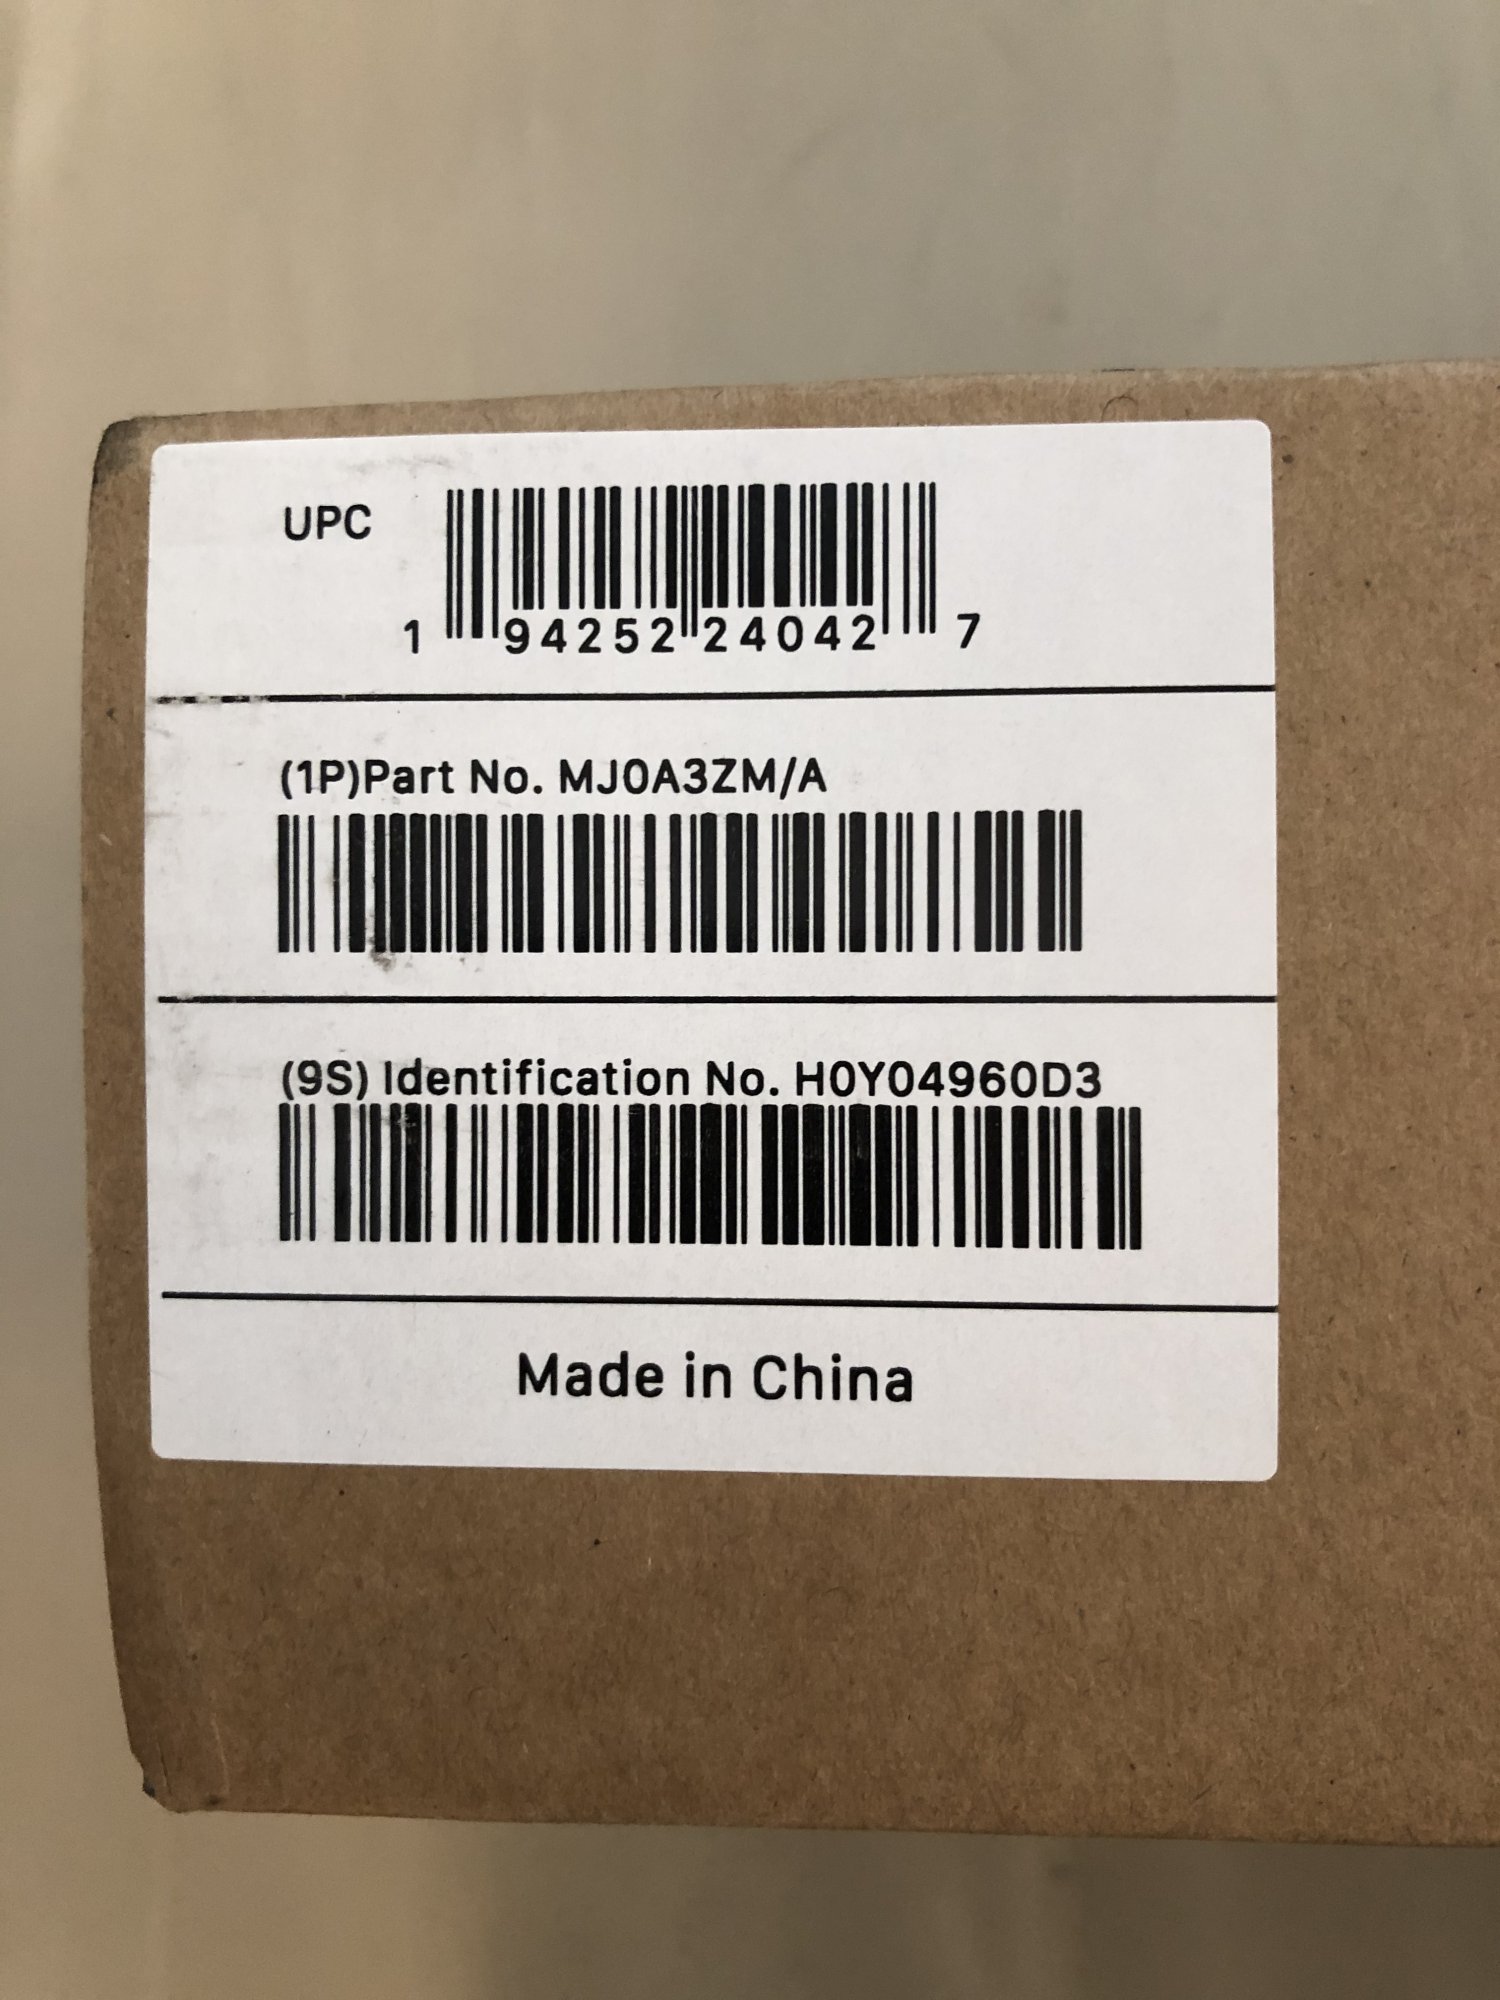 UPC
1 94252 24042 7
(1P)Part No. MJ0A3ZM/A
(9S) Identification No. H0Y04960D3
Made in China